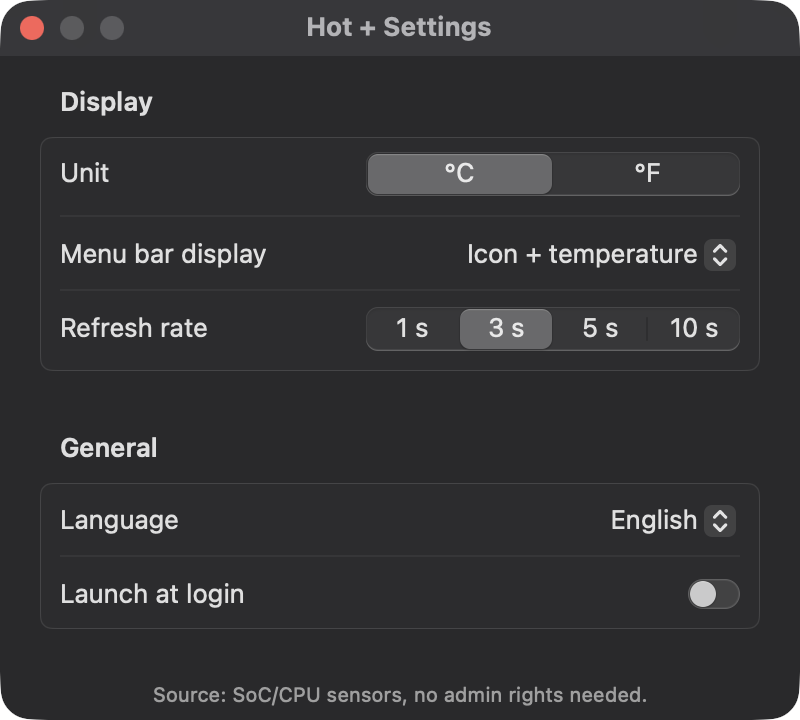 Hot + Settings
Display
Unit °C °F
Menu bar display Icon + temperature
Refresh rate 1 s 3 s 5 s 10 s
General
Language English
Launch at login
Source: SoC/CPU sensors, no admin rights needed.